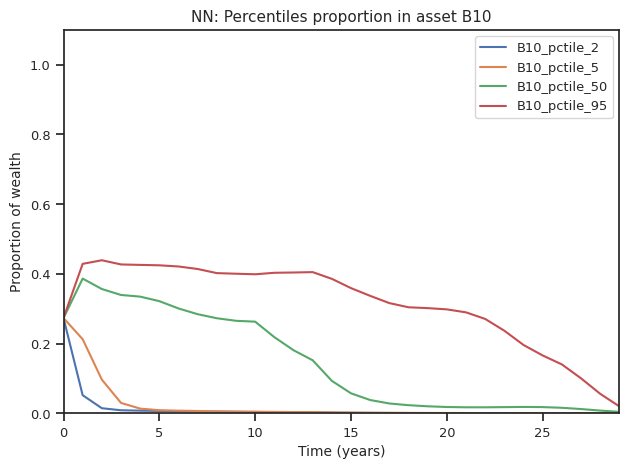 NN: Percentiles proportion in asset B10
B10_pctile_2
B10_pctile_5
B10_pctile_50
B10_pctile_95
Proportion of wealth
1.0
0.8
0.6
0.4
0.2
0.0
0 5 10 15 20 25
Time (years)